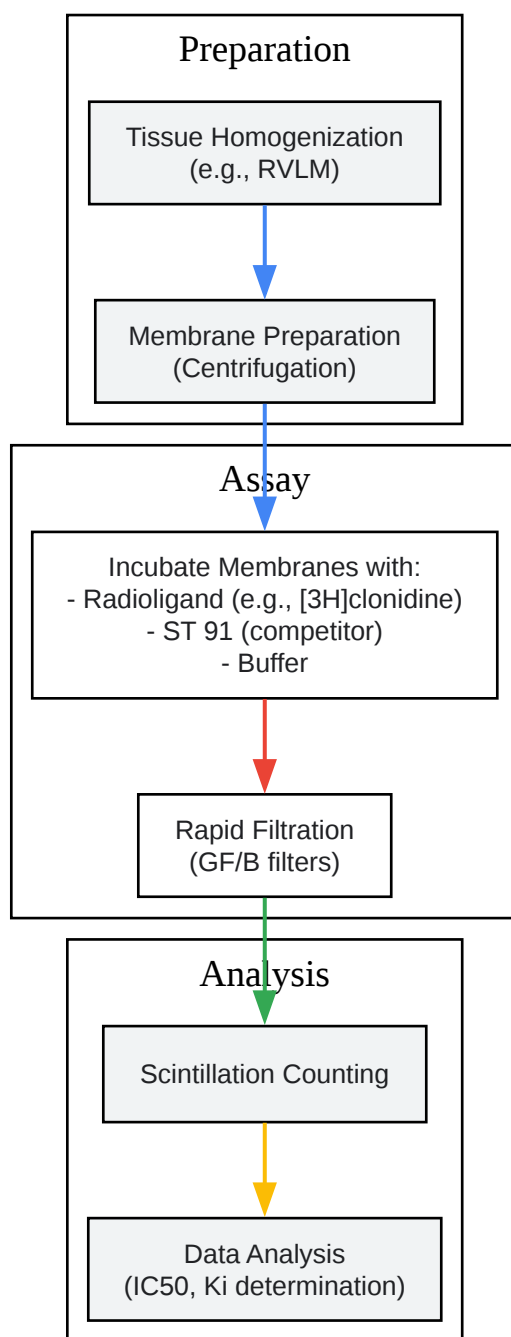 Preparation
Tissue Homogenization
(e.g., RVLM)
Membrane Preparation
(Centrifugation)
Assay
Incubate Membranes with:
- Radioligand (e.g., [3H]clonidine)
- ST 91 (competitor)
- Buffer
Rapid Filtration
(GF/B filters)
Analysis
Scintillation Counting
Data Analysis
(IC50, Ki determination)